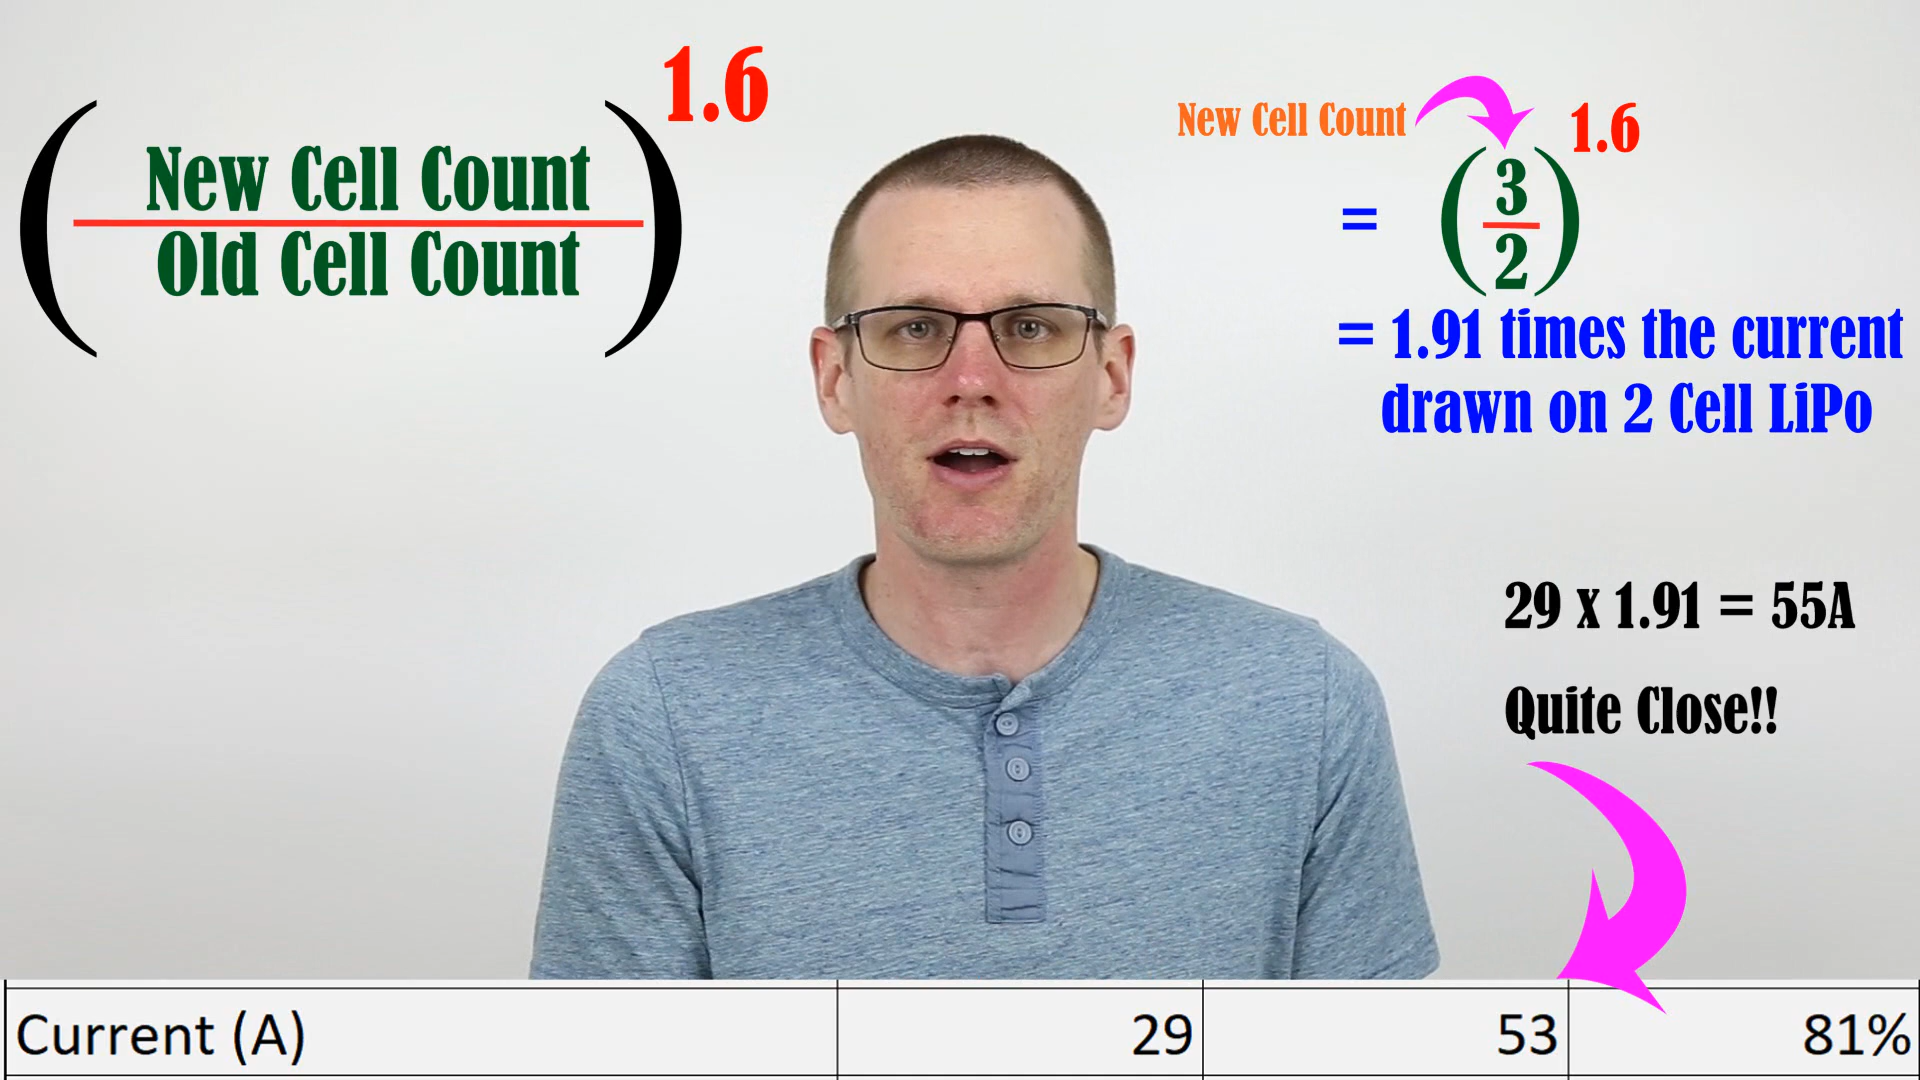 ( New Cell Count / Old Cell Count ) 1.6
New Cell Count
= ( 3 / 2 ) 1.6
= 1.91 times the current
drawn on 2 Cell LiPo
29 x 1.91 = 55A
Quite Close!!
Current (A) 29 53 81%